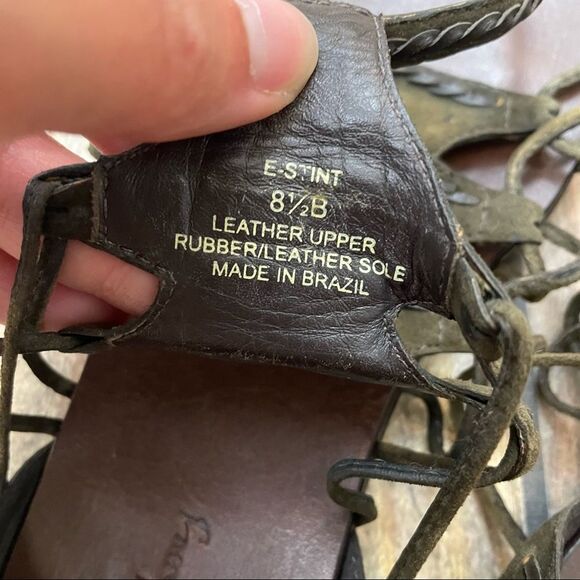 E-STINT
8½B
LEATHER UPPER
RUBBER/LEATHER SOLE
MADE IN BRAZIL